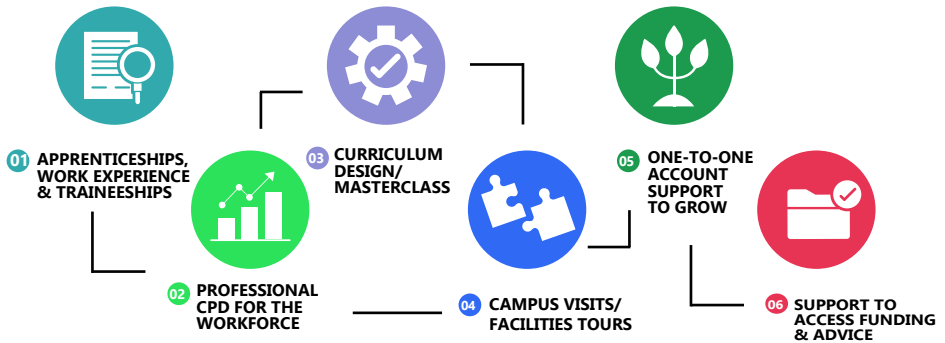 01 APPRENTICESHIPS,
WORK EXPERIENCE
& TRAINEESHIPS
02 PROFESSIONAL
CPD FOR THE
WORKFORCE
03 CURRICULUM
DESIGN/
MASTERCLASS
04 CAMPUS VISITS/
FACILITIES TOURS
05 ONE-TO-ONE
ACCOUNT
SUPPORT
TO GROW
06 SUPPORT TO
ACCESS FUNDING
& ADVICE